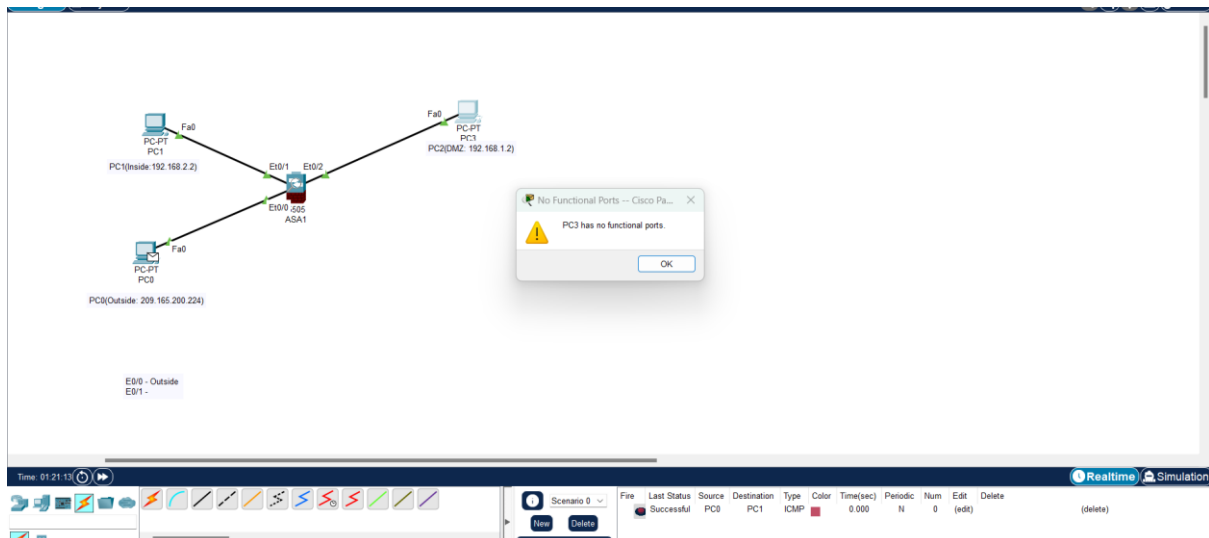 Fa0
PC-PT
PC1
PC1(Inside:192.168.2.2)
Fa0
PC-PT
PC3
PC2(DMZ: 192.168.1.2)
Et0/1
Et0/2
Et0/0
-505
ASA1
Fa0
PC-PT
PC0
PC0(Outside: 209.165.200.224)
E0/0 - Outside
E0/1 -
No Functional Ports -- Cisco Pa...
PC3 has no functional ports.
OK
Time: 01:21:13
Realtime
Simulation
Scenario 0
New
Delete
Fire Last Status Source Destination Type Color Time(sec) Periodic Num Edit Delete
Successful PC0 PC1 ICMP 0.000 N 0 (edit) (delete)